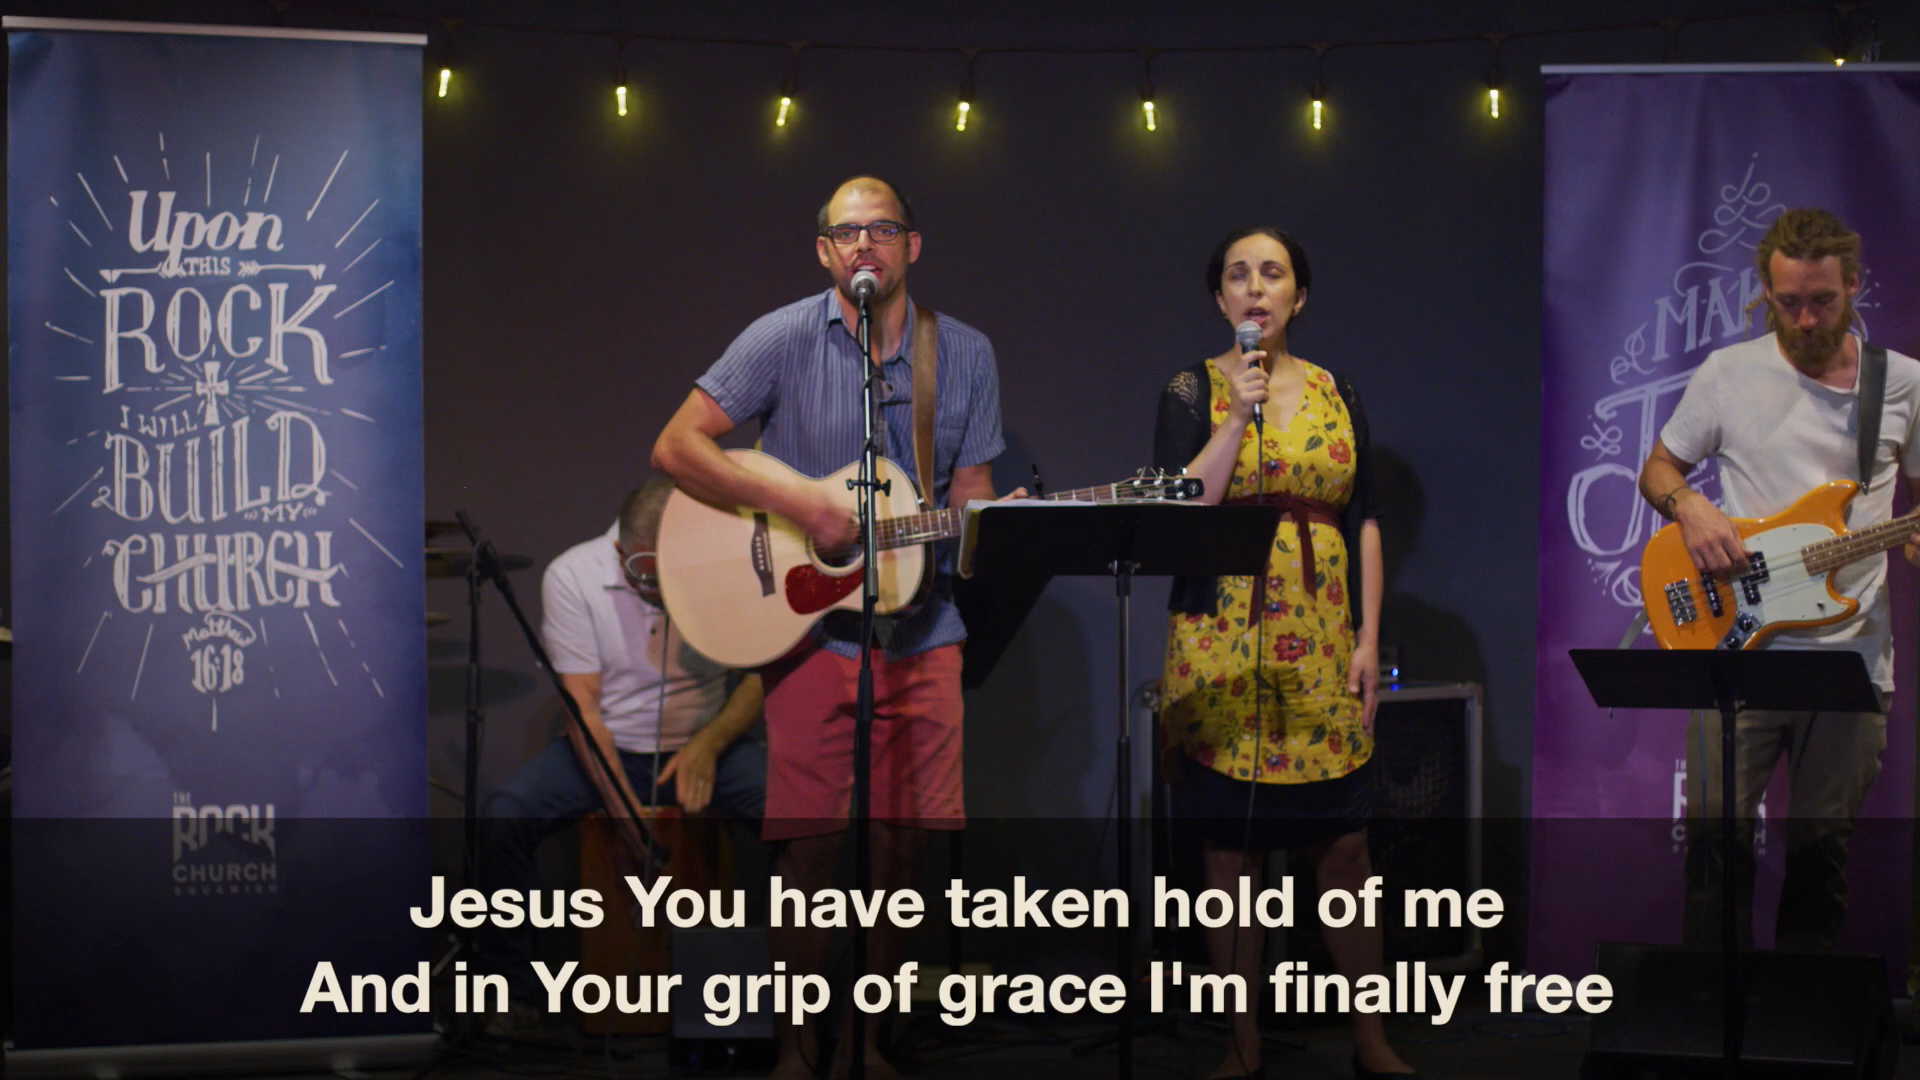 Upon
THIS
ROCK
I WILL
BUILD
MY
CHURCH
Matthew
16:18
THE
ROCK
CHURCH
SQUAMISH
Jesus You have taken hold of me
And in Your grip of grace I'm finally free